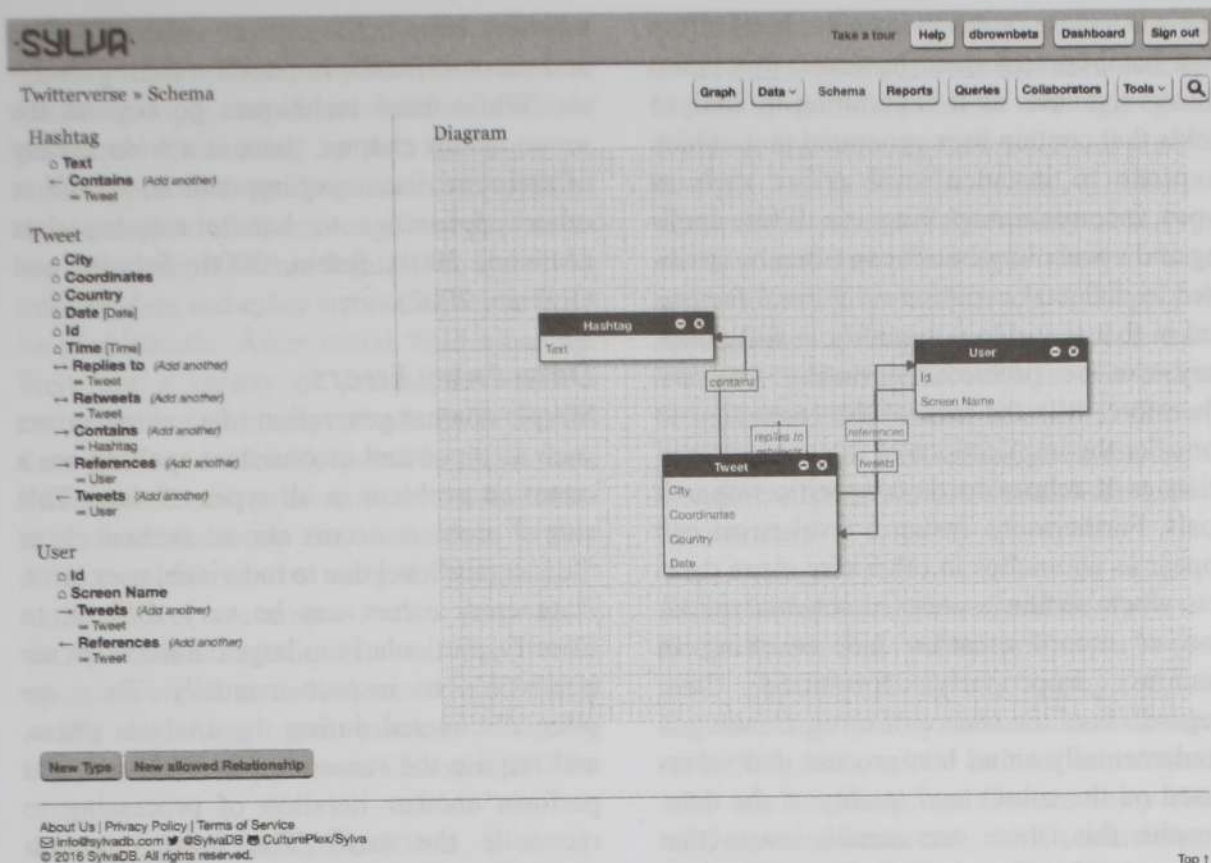 SYLVA
Take a tour Help dbrownbeta Dashboard Sign out
Twitterverse » Schema
Graph Data Schema Reports Queries Collaborators Tools
Hashtag
Text
Contains (Add another)
Tweet
Tweet
City
Coordinates
Country
Date [Date]
Id
Time [Time]
Replies to (Add another)
Tweet
Retweets (Add another)
Tweet
Contains (Add another)
Hashtag
References (Add another)
User
Tweets (Add another)
User
User
Id
Screen Name
Tweets (Add another)
Tweet
References (Add another)
Tweet
Diagram
Hashtag
Text
contains
User
Id
Screen Name
replies to
references
tweets
Tweet
City
Coordinates
Country
Date
New Type New allowed Relationship
About Us | Privacy Policy | Terms of Service
info@sylvadb.com @SylvaDB CulturePlex/Sylva
© 2016 SylvaDB. All rights reserved.
Top